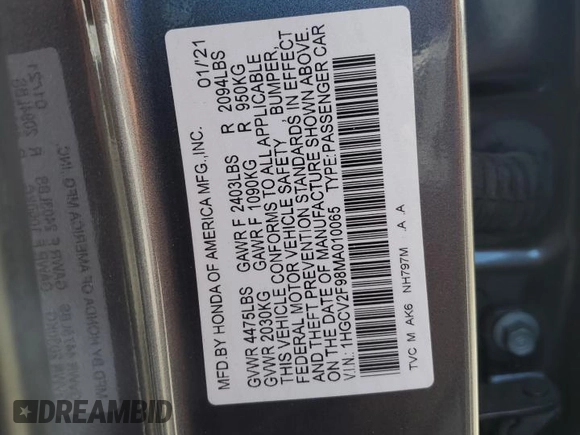 MFD.BY HONDA OF AMERICA MFG.,INC. 01/'21
GVWR 4475LBS GAWR F 2403LBS R 2094LBS
GVWR 2030KG GAWR F 1090KG R 950KG
THIS VEHICLE CONFORMS TO ALL APPLICABLE
FEDERAL MOTOR VEHICLE SAFETY, BUMPER,
AND THEFT PREVENTION STANDARDS IN EFFECT
ON THE DATE OF MANUFACTURE SHOWN ABOVE.
V.I.N.: 1HGCV2F98MA010065 TYPE:PASSENGER CAR
TVC M AK6 NH797M A .A
DREAMBID